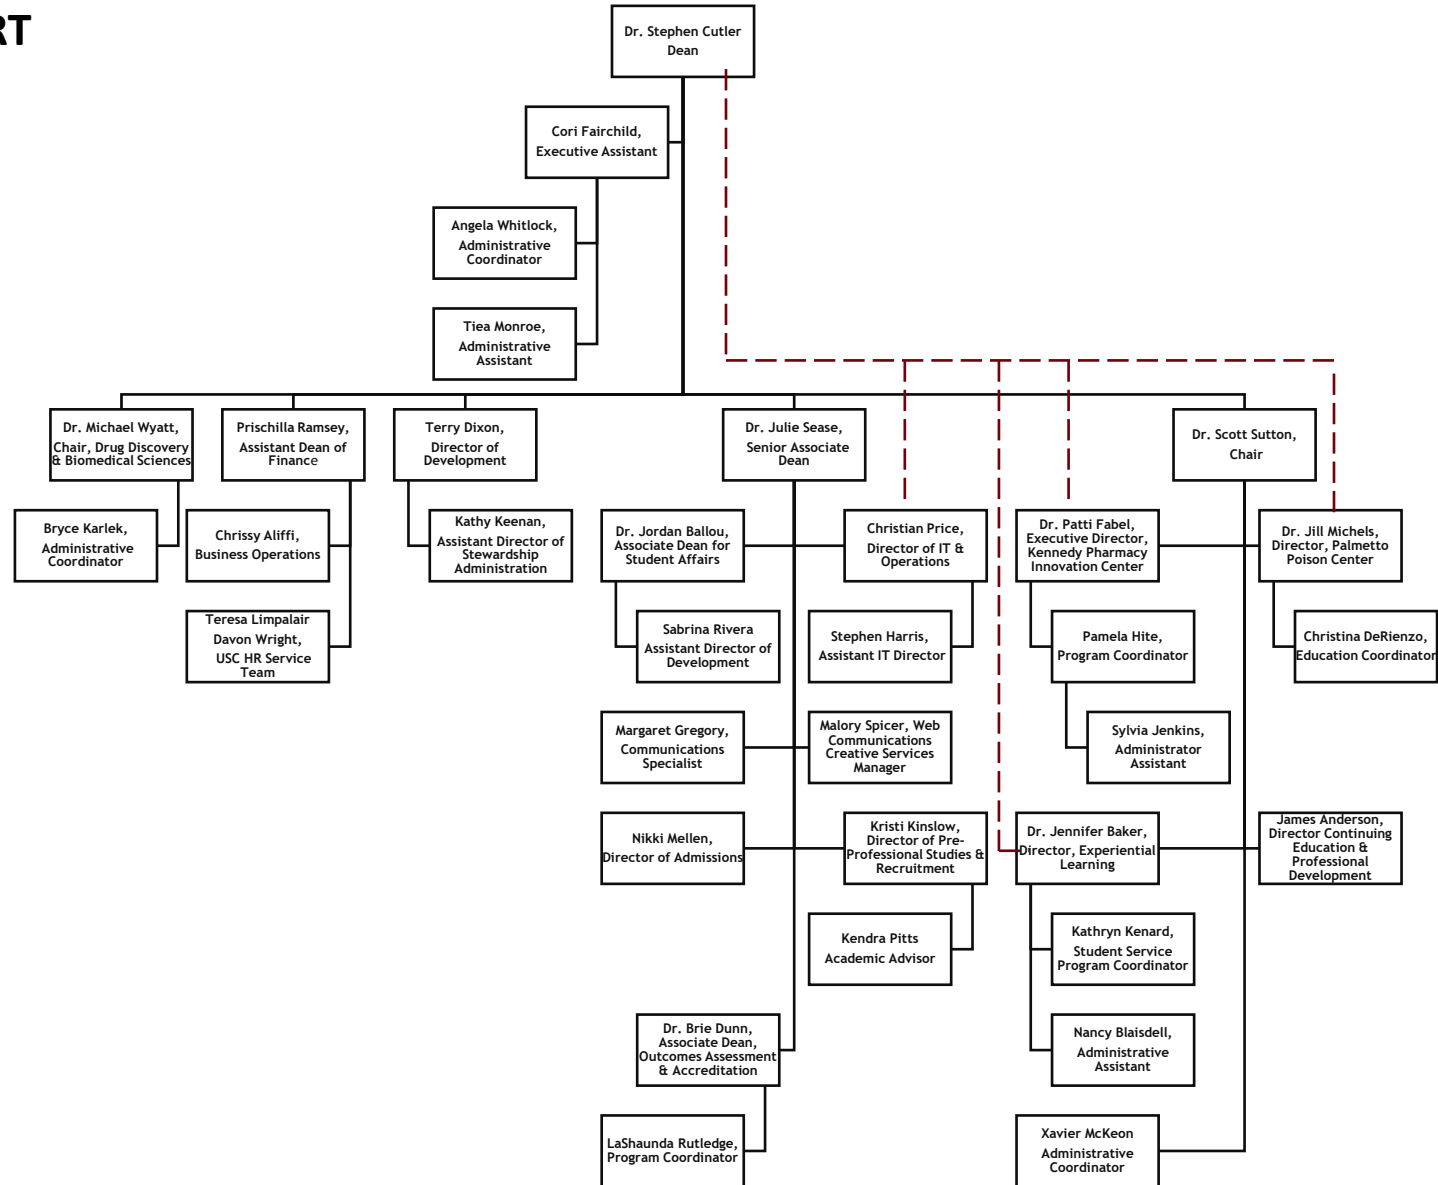 RT
Dr. Stephen Cutler
Dean
Cori Fairchild,
Executive Assistant
Angela Whitlock,
Administrative
Coordinator
Tiea Monroe,
Administrative
Assistant
Dr. Michael Wyatt,
Chair, Drug Discovery
& Biomedical Sciences
Prischilla Ramsey,
Assistant Dean of
Finance
Terry Dixon,
Director of
Development
Dr. Julie Sease,
Senior Associate
Dean
Dr. Scott Sutton,
Chair
Bryce Karlek,
Administrative
Coordinator
Chrissy Aliffi,
Business Operations
Kathy Keenan,
Assistant Director of
Stewardship
Administration
Dr. Jordan Ballou,
Associate Dean for
Student Affairs
Christian Price,
Director of IT &
Operations
Dr. Patti Fabel,
Executive Director,
Kennedy Pharmacy
Innovation Center
Dr. Jill Michels,
Director, Palmetto
Poison Center
Teresa Limpalair
Davon Wright,
USC HR Service
Team
Sabrina Rivera
Assistant Director of
Development
Stephen Harris,
Assistant IT Director
Pamela Hite,
Program Coordinator
Christina DeRienzo,
Education Coordinator
Margaret Gregory,
Communications
Specialist
Malory Spicer, Web
Communications
Creative Services
Manager
Sylvia Jenkins,
Administrator
Assistant
Nikki Mellen,
Director of Admissions
Kristi Kinslow,
Director of Pre-
Professional Studies &
Recruitment
Dr. Jennifer Baker,
Director, Experiential
Learning
James Anderson,
Director Continuing
Education &
Professional
Development
Kendra Pitts
Academic Advisor
Kathryn Kenard,
Student Service
Program Coordinator
Dr. Brie Dunn,
Associate Dean,
Outcomes Assessment
& Accreditation
Nancy Blaisdell,
Administrative
Assistant
LaShaunda Rutledge,
Program Coordinator
Xavier McKeon
Administrative
Coordinator